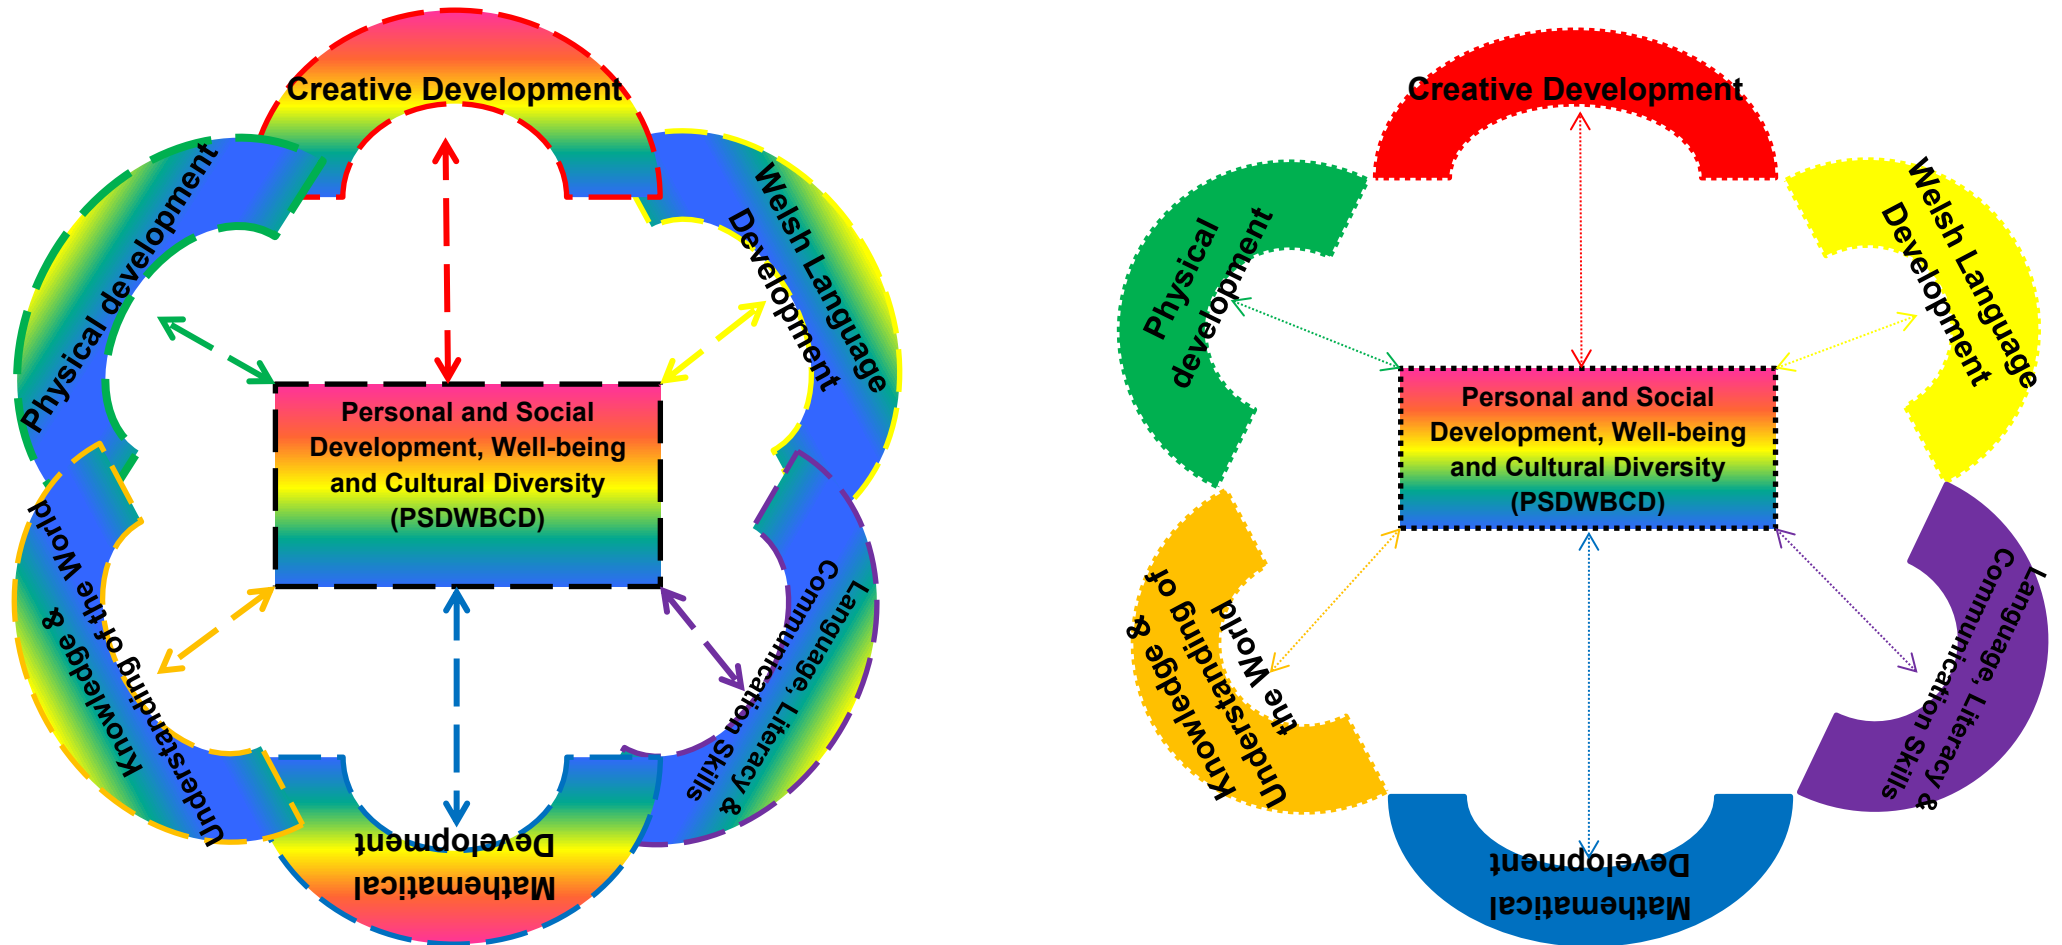 Creative Development
Physical development
Welsh Language
Development
Personal and Social
Development, Well-being
and Cultural Diversity
(PSDWBCD)
Knowledge &
Understanding of the World
Language, Literacy &
Communication Skills
Mathematical
Development
Creative Development
Physical
development
Welsh Language
Development
Personal and Social
Development, Well-being
and Cultural Diversity
(PSDWBCD)
Knowledge &
Understanding of
the World
Language, Literacy &
Communication Skills
Mathematical
Development